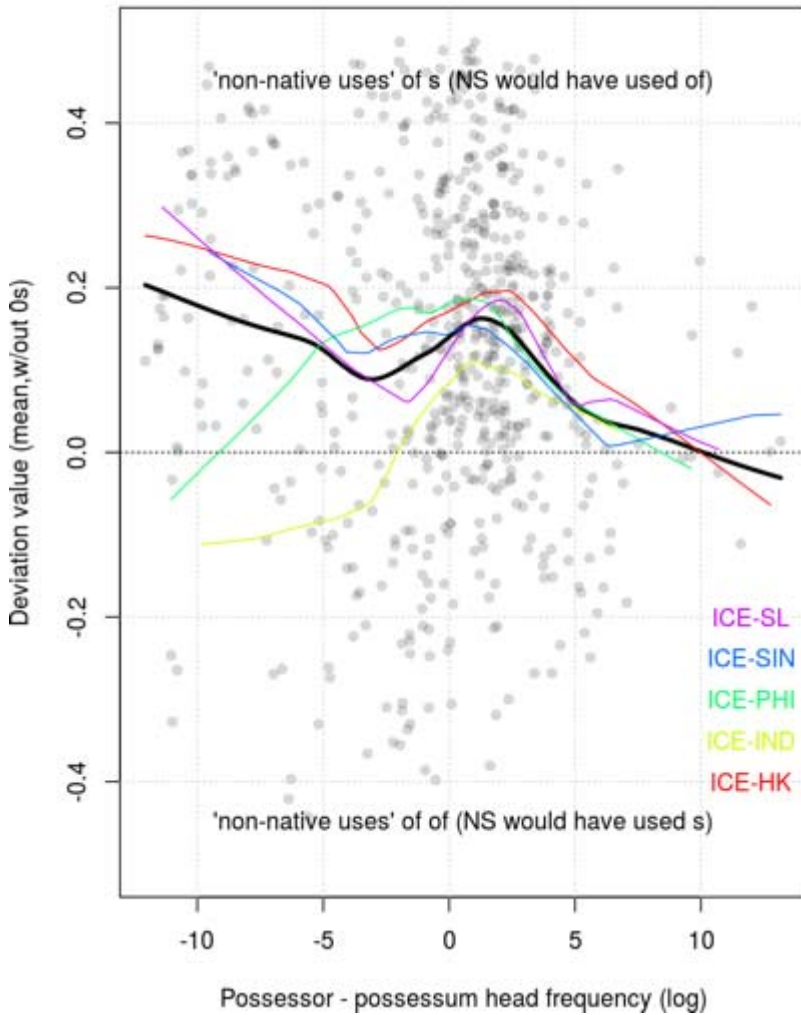 'non-native uses' of s (NS would have used of)
0.4
0.2
0.0
-0.2
-0.4
Deviation value (mean,w/out 0s)
ICE-SL
ICE-SIN
ICE-PHI
ICE-IND
ICE-HK
'non-native uses' of of (NS would have used s)
-10 -5 0 5 10
Possessor - possessum head frequency (log)